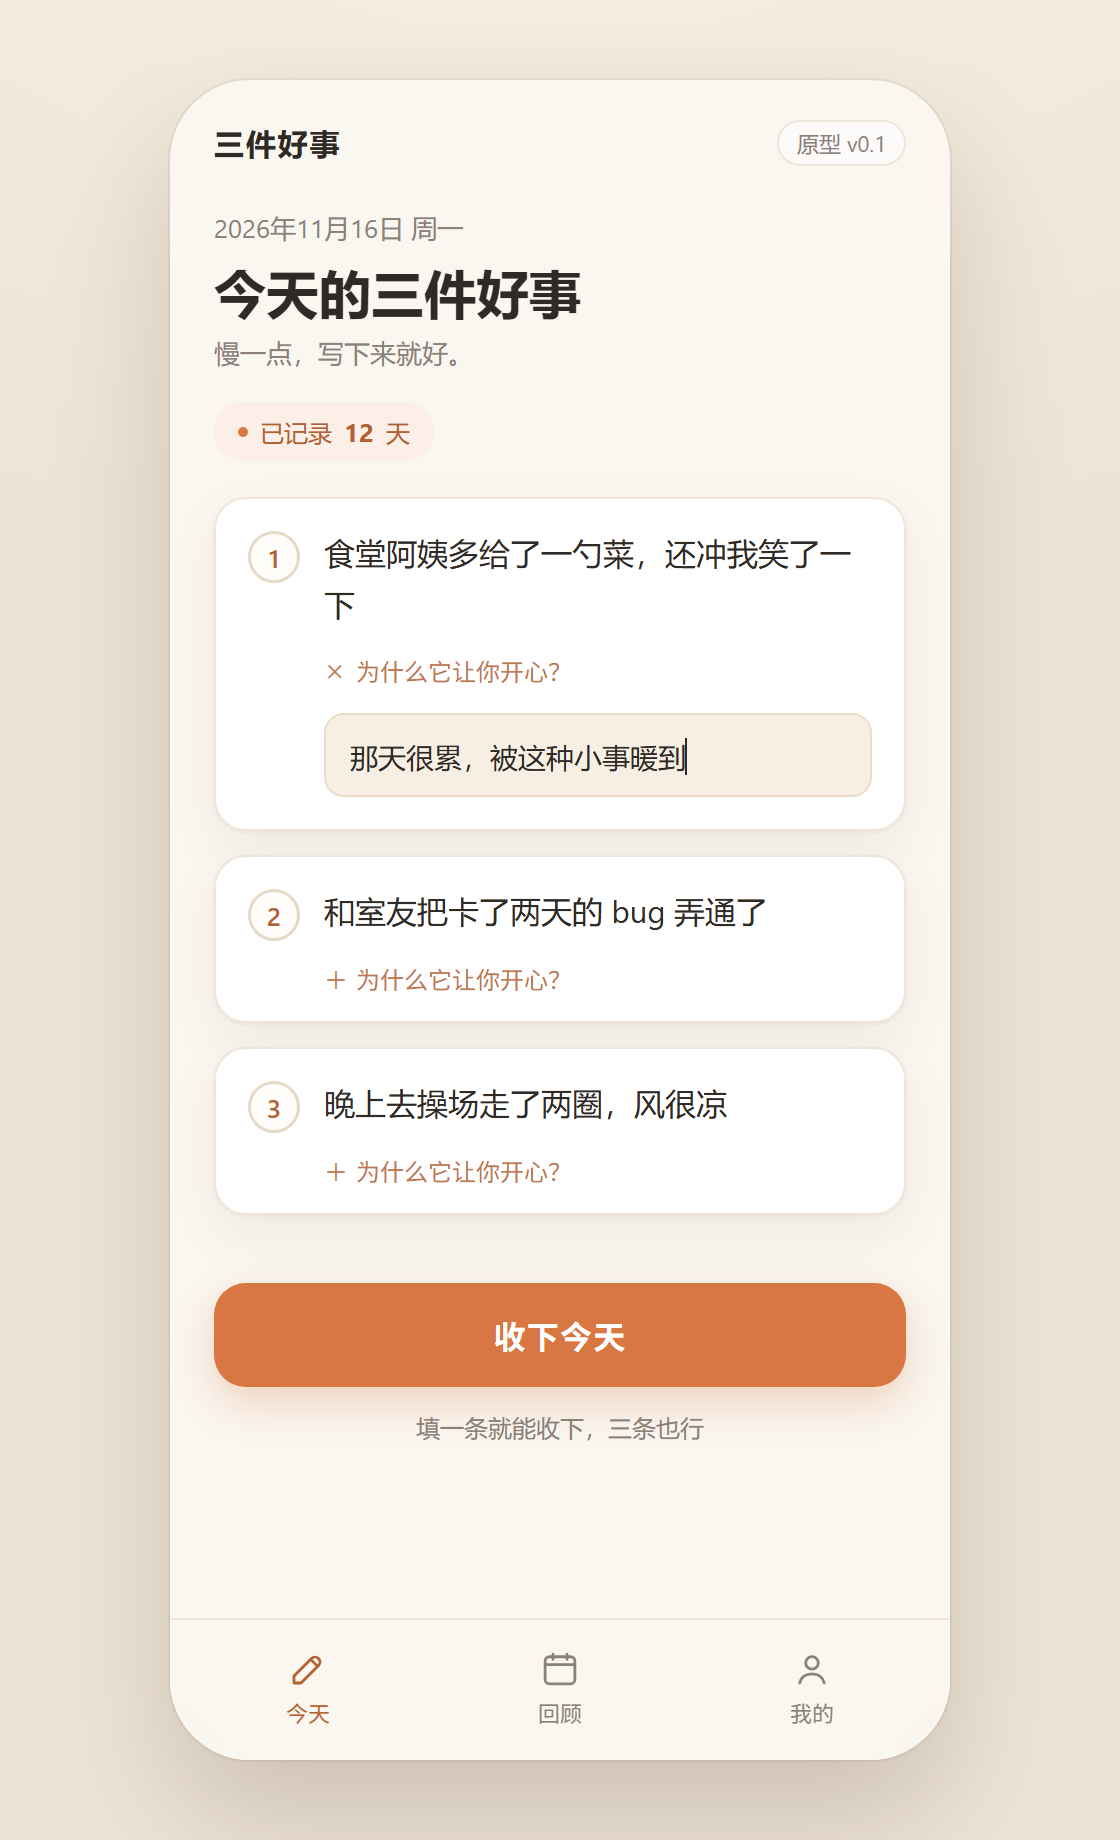 三件好事
原型 v0.1
2026年11月16日 周一
今天的三件好事
慢一点，写下来就好。
已记录 12 天
1
食堂阿姨多给了一勺菜，还冲我笑了一
下
× 为什么它让你开心？
那天很累，被这种小事暖到
2
和室友把卡了两天的 bug 弄通了
＋ 为什么它让你开心？
3
晚上去操场走了两圈，风很凉
＋ 为什么它让你开心？
收下今天
填一条就能收下，三条也行
今天
回顾
我的